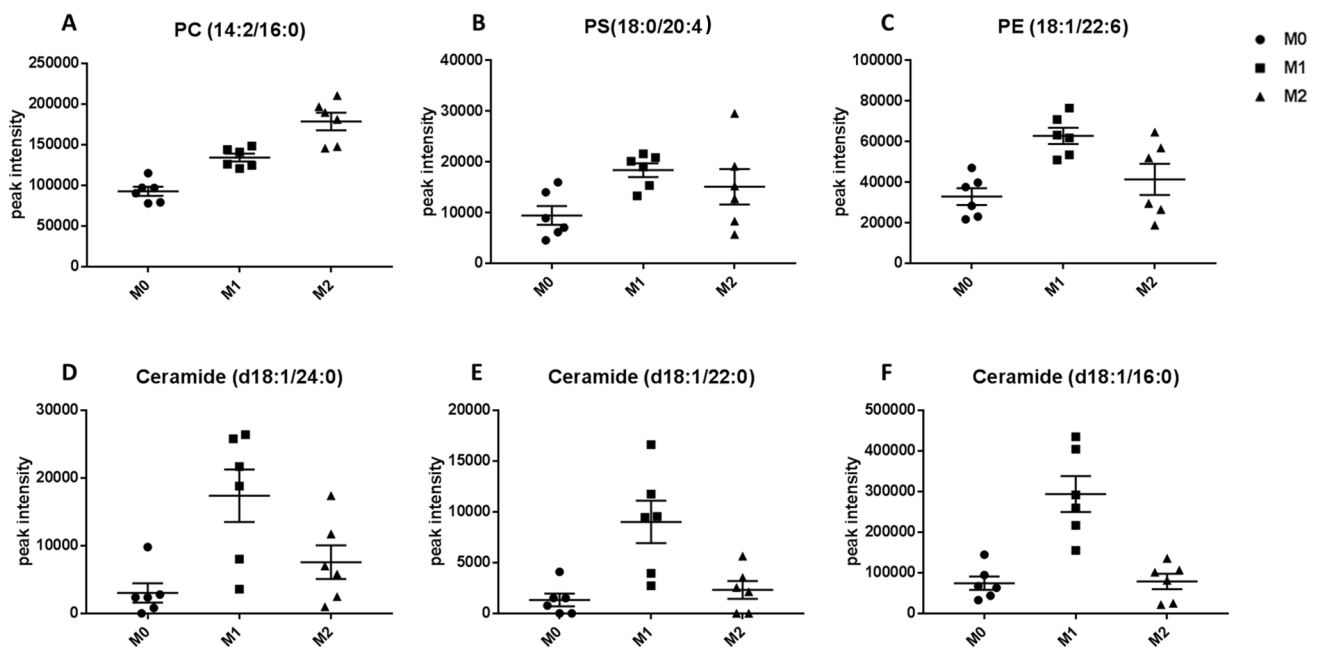 A
PC (14:2/16:0)
peak intensity
250000
200000
150000
100000
50000
0
M0
M1
M2
B
PS(18:0/20:4)
peak intensity
40000
30000
20000
10000
0
M0
M1
M2
C
PE (18:1/22:6)
peak intensity
100000
80000
60000
40000
20000
0
M0
M1
M2
M0
M1
M2
D
Ceramide (d18:1/24:0)
peak intensity
30000
20000
10000
0
M0
M1
M2
E
Ceramide (d18:1/22:0)
peak intensity
20000
15000
10000
5000
0
M0
M1
M2
F
Ceramide (d18:1/16:0)
peak intensity
500000
400000
300000
200000
100000
0
M0
M1
M2